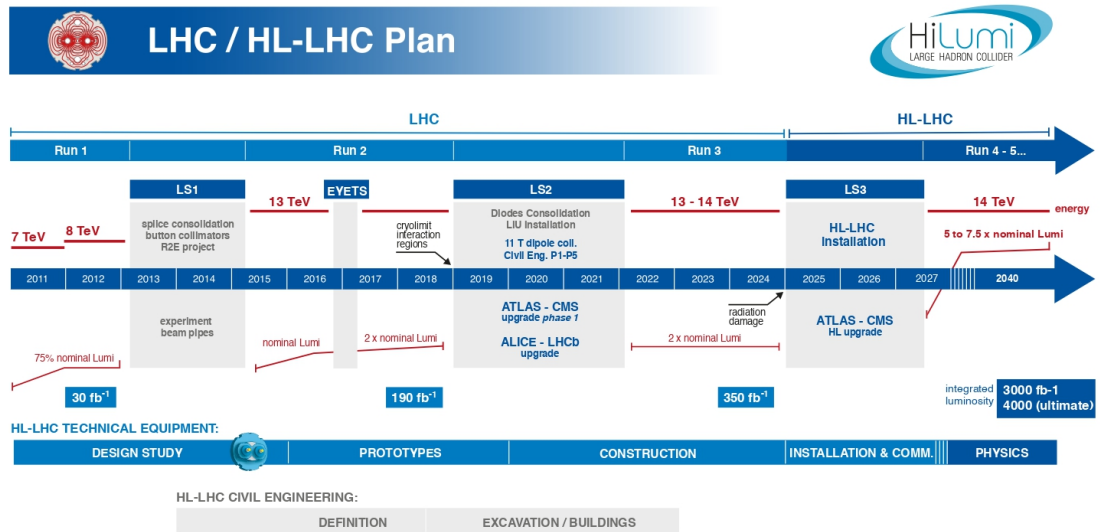 LHC / HL-LHC Plan
HiLumi
LARGE HADRON COLLIDER
LHC
HL-LHC
Run 1
Run 2
Run 3
Run 4 - 5...
LS1
EYETS
LS2
LS3
13 TeV
13 - 14 TeV
14 TeV
energy
7 TeV
8 TeV
splice consolidation
button collimators
R2E project
cryolimit
interaction
regions
Diodes Consolidation
LIU Installation
11 T dipole coll.
Civil Eng. P1-P5
HL-LHC
Installation
5 to 7.5 x nominal Lumi
2011 2012 2013 2014 2015 2016 2017 2018 2019 2020 2021 2022 2023 2024 2025 2026 2027 2040
experiment
beam pipes
ATLAS - CMS
upgrade phase 1
ALICE - LHCb
upgrade
radiation
damage
ATLAS - CMS
HL upgrade
75% nominal Lumi
nominal Lumi
2 x nominal Lumi
2 x nominal Lumi
30 fb⁻¹
190 fb⁻¹
350 fb⁻¹
integrated
luminosity
3000 fb-1
4000 (ultimate)
HL-LHC TECHNICAL EQUIPMENT:
DESIGN STUDY
PROTOTYPES
CONSTRUCTION
INSTALLATION & COMM.
PHYSICS
HL-LHC CIVIL ENGINEERING:
DEFINITION
EXCAVATION / BUILDINGS